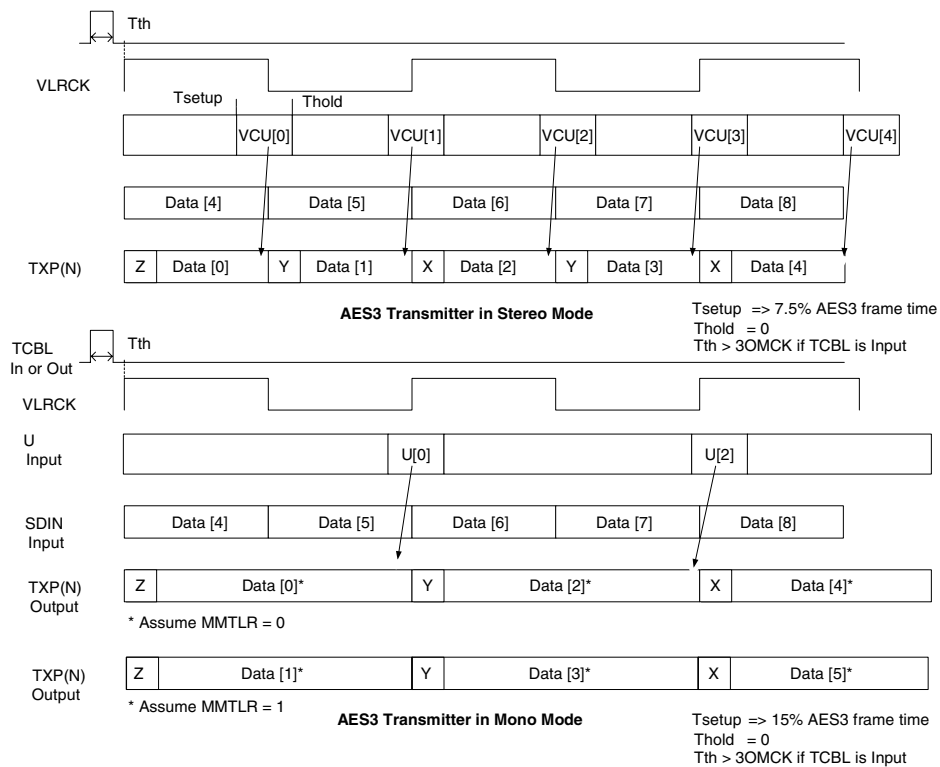 Tth
VLRCK
Tsetup Thold
VCU[0] VCU[1] VCU[2] VCU[3] VCU[4]
Data [4] Data [5] Data [6] Data [7] Data [8]
TXP(N) Z Data [0] Y Data [1] X Data [2] Y Data [3] X Data [4]
AES3 Transmitter in Stereo Mode
Tsetup => 7.5% AES3 frame time
Thold = 0
Tth > 3OMCK if TCBL is Input
TCBL
In or Out
Tth
VLRCK
U
Input
U[0] U[2]
SDIN
Input
Data [4] Data [5] Data [6] Data [7] Data [8]
TXP(N)
Output
Z Data [0]* Y Data [2]* X Data [4]*
* Assume MMTLR = 0
TXP(N)
Output
Z Data [1]* Y Data [3]* X Data [5]*
* Assume MMTLR = 1
AES3 Transmitter in Mono Mode
Tsetup => 15% AES3 frame time
Thold = 0
Tth > 3OMCK if TCBL is Input